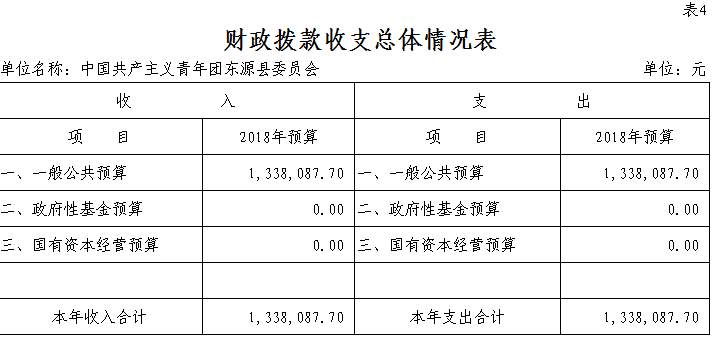 表4
财政拨款收支总体情况表
单位名称：中国共产主义青年团东源县委员会 单位：元
收 入 支 出
项 目 2018年预算 项 目 2018年预算
一、一般公共预算 1,338,087.70 一、一般公共预算 1,338,087.70
二、政府性基金预算 0.00 二、政府性基金预算 0.00
三、国有资本经营预算 0.00 三、国有资本经营预算 0.00
本年收入合计 1,338,087.70 本年支出合计 1,338,087.70